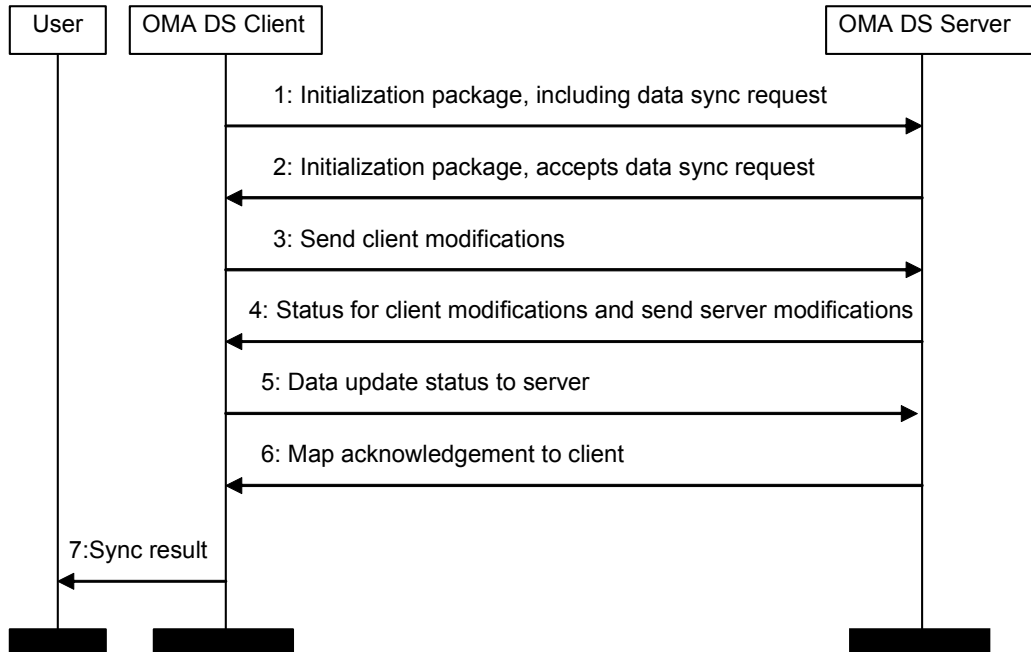 User
OMA DS Client
OMA DS Server
1: Initialization package, including data sync request
2: Initialization package, accepts data sync request
3: Send client modifications
4: Status for client modifications and send server modifications
5: Data update status to server
6: Map acknowledgement to client
7:Sync result